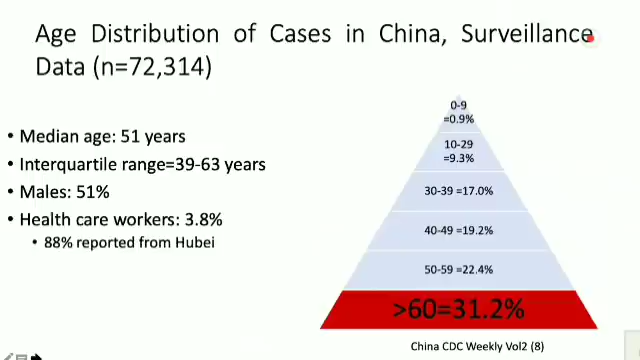 Age Distribution of Cases in China, Surveillance
Data (n=72,314)
• Median age: 51 years
• Interquartile range=39-63 years
• Males: 51%
• Health care workers: 3.8%
• 88% reported from Hubei
0-9
=0.9%
10-29
=9.3%
30-39 =17.0%
40-49 =19.2%
50-59 =22.4%
>60=31.2%
China CDC Weekly Vol2 (8)